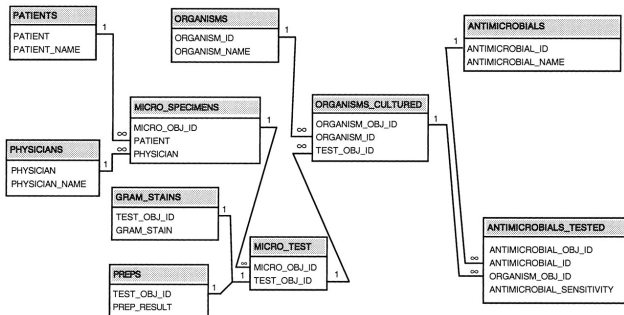 PATIENTS
PATIENT
PATIENT_NAME
1
ORGANISMS
ORGANISM_ID
ORGANISM_NAME
1
ANTIMICROBIALS
ANTIMICROBIAL_ID
ANTIMICROBIAL_NAME
1
MICRO_SPECIMENS
MICRO_OBJ_ID
PATIENT
PHYSICIAN
1
∞
∞
ORGANISMS_CULTURED
ORGANISM_OBJ_ID
ORGANISM_ID
TEST_OBJ_ID
1
∞
∞
PHYSICIANS
PHYSICIAN
PHYSICIAN_NAME
1
GRAM_STAINS
TEST_OBJ_ID
GRAM_STAIN
1
MICRO_TEST
MICRO_OBJ_ID
TEST_OBJ_ID
∞
1
1
PREPS
TEST_OBJ_ID
PREP_RESULT
1
ANTIMICROBIALS_TESTED
ANTIMICROBIAL_OBJ_ID
ANTIMICROBIAL_ID
ORGANISM_OBJ_ID
ANTIMICROBIAL_SENSITIVITY
∞
∞